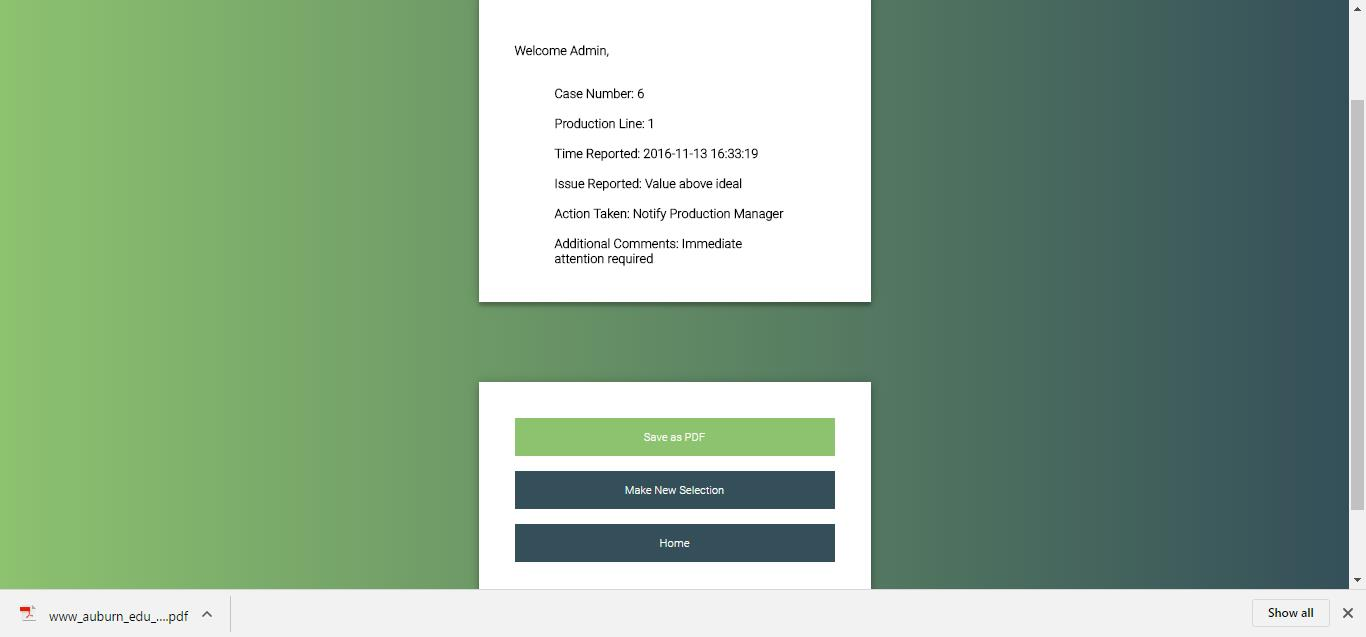 Welcome Admin,
Case Number: 6
Production Line: 1
Time Reported: 2016-11-13 16:33:19
Issue Reported: Value above ideal
Action Taken: Notify Production Manager
Additional Comments: Immediate
attention required
Save as PDF
Make New Selection
Home
www_auburn_edu_....pdf
Show all